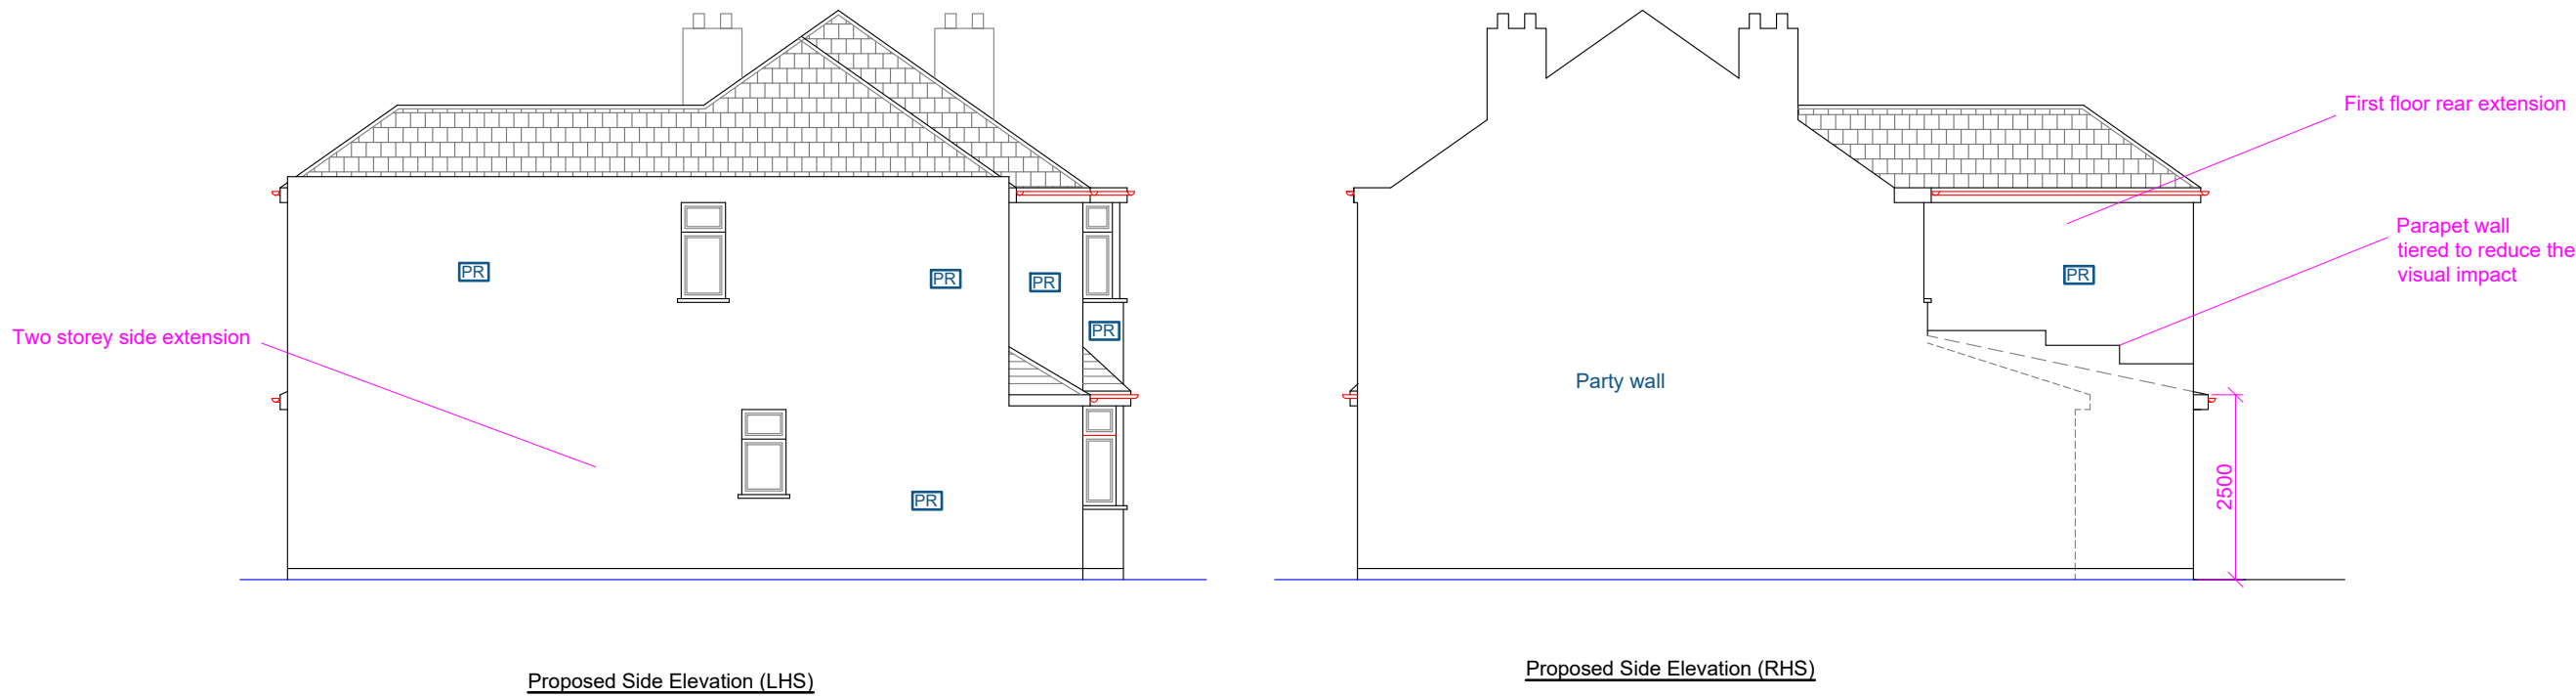 First floor rear extension
Parapet wall
tiered to reduce the
visual impact
PR
PR
PR
PR
PR
Two storey side extension
Party wall
2500
PR
Proposed Side Elevation (LHS)
Proposed Side Elevation (RHS)